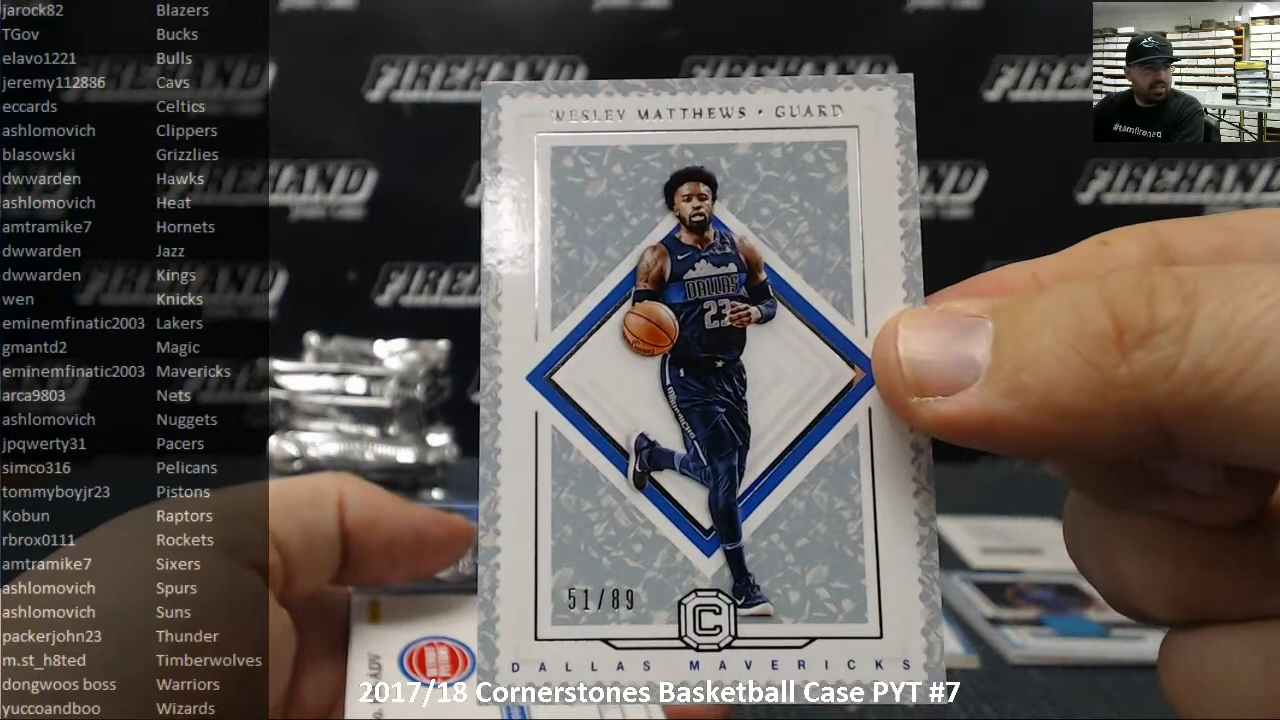 jarock82 Blazers
TGov Bucks
elavo1221 Bulls
jeremy112886 Cavs
eccards Celtics
ashlomovich Clippers
blasowski Grizzlies
dwwarden Hawks
ashlomovich Heat
amtramike7 Hornets
dwwarden Jazz
dwwarden Kings
wen Knicks
eminemfinatic2003 Lakers
gmantd2 Magic
eminemfinatic2003 Mavericks
arca9803 Nets
ashlomovich Nuggets
jpqwerty31 Pacers
simco316 Pelicans
tommyboyjr23 Pistons
Kobun Raptors
rbrox0111 Rockets
amtramike7 Sixers
ashlomovich Spurs
ashlomovich Suns
packerjohn23 Thunder
m.st_h8ted Timberwolves
dongwoos boss Warriors
yuccoandboo Wizards
WESLEY MATTHEWS • GUARD
DALLAS
23
51/89
C
DALLAS MAVERICKS
2017/18 Cornerstones Basketball Case PYT #7
FIREHAND
FIREHAND
FIREHAND
FIREHAND